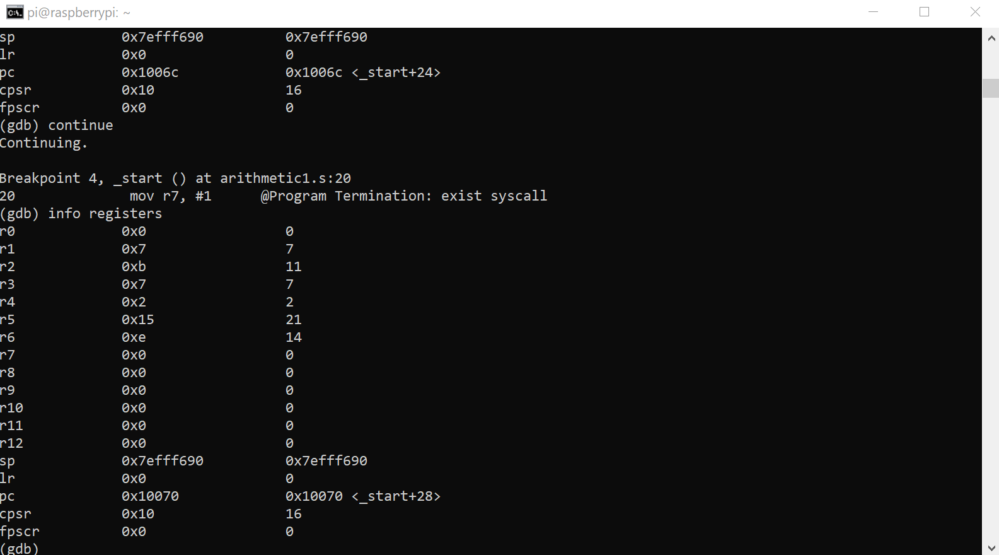 pi@raspberrypi: ~
sp 0x7efff690 0x7efff690
lr 0x0 0
pc 0x1006c 0x1006c <_start+24>
cpsr 0x10 16
fpscr 0x0 0
(gdb) continue
Continuing.
Breakpoint 4, _start () at arithmetic1.s:20
20 mov r7, #1 @Program Termination: exist syscall
(gdb) info registers
r0 0x0 0
r1 0x7 7
r2 0xb 11
r3 0x7 7
r4 0x2 2
r5 0x15 21
r6 0xe 14
r7 0x0 0
r8 0x0 0
r9 0x0 0
r10 0x0 0
r11 0x0 0
r12 0x0 0
sp 0x7efff690 0x7efff690
lr 0x0 0
pc 0x10070 0x10070 <_start+28>
cpsr 0x10 16
fpscr 0x0 0
(gdb)